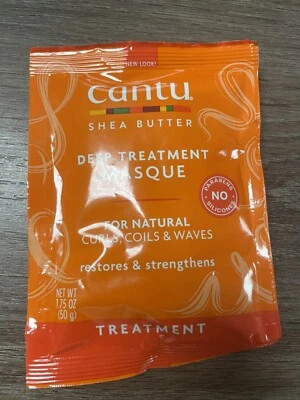 NEW LOOK!
cantu
SHEA BUTTER
DEEP TREATMENT
MASQUE
PARABENS
NO
SILICONES
FOR NATURAL
CURLS, COILS & WAVES
restores & strengthens
NET WT
1.75 OZ
(50 g)
TREATMENT